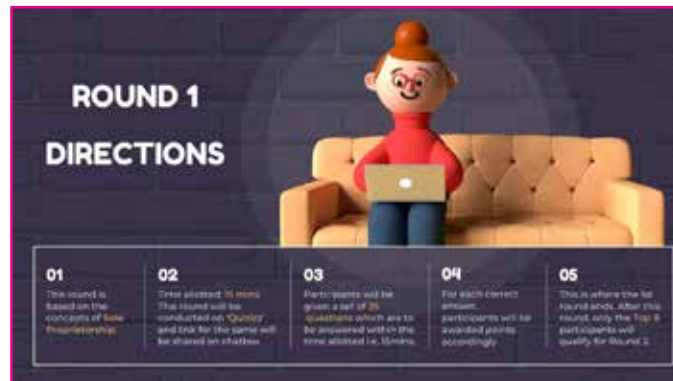 ROUND 1
DIRECTIONS
01
This round is
based on the
concepts of Sole
Proprietorship.
02
Time allotted: 15 mins
This round will be
conducted on 'Quizizz'
and link for the same will
be shared on chatbox
03
Participants will be
given a set of 25
questions which are to
be answered within the
time allotted i.e. 15mins.
04
For each correct
answer,
participants will be
awarded points
accordingly
05
This is where the 1st
round ends. After this
round, only the Top 8
participants will
qualify for Round 2.